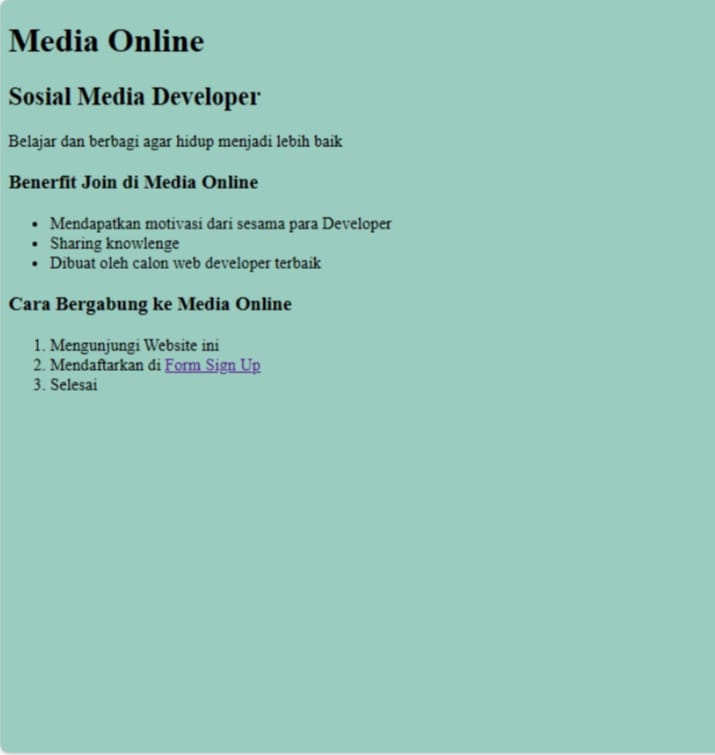 Media Online
Sosial Media Developer
Belajar dan berbagi agar hidup menjadi lebih baik
Benerfit Join di Media Online
• Mendapatkan motivasi dari sesama para Developer
• Sharing knowlenge
• Dibuat oleh calon web developer terbaik
Cara Bergabung ke Media Online
1. Mengunjungi Website ini
2. Mendaftarkan di Form Sign Up
3. Selesai